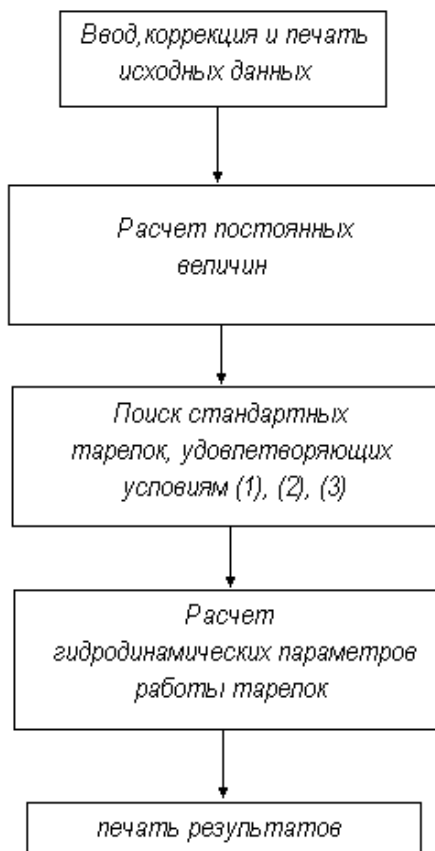 Ввод,коррекция и печать
исходных данных
Расчет постоянных
величин
Поиск стандартных
тарелок, удовлетворяющих
условиям (1), (2), (3)
Расчет
гидродинамических параметров
работы тарелок
печать результатов